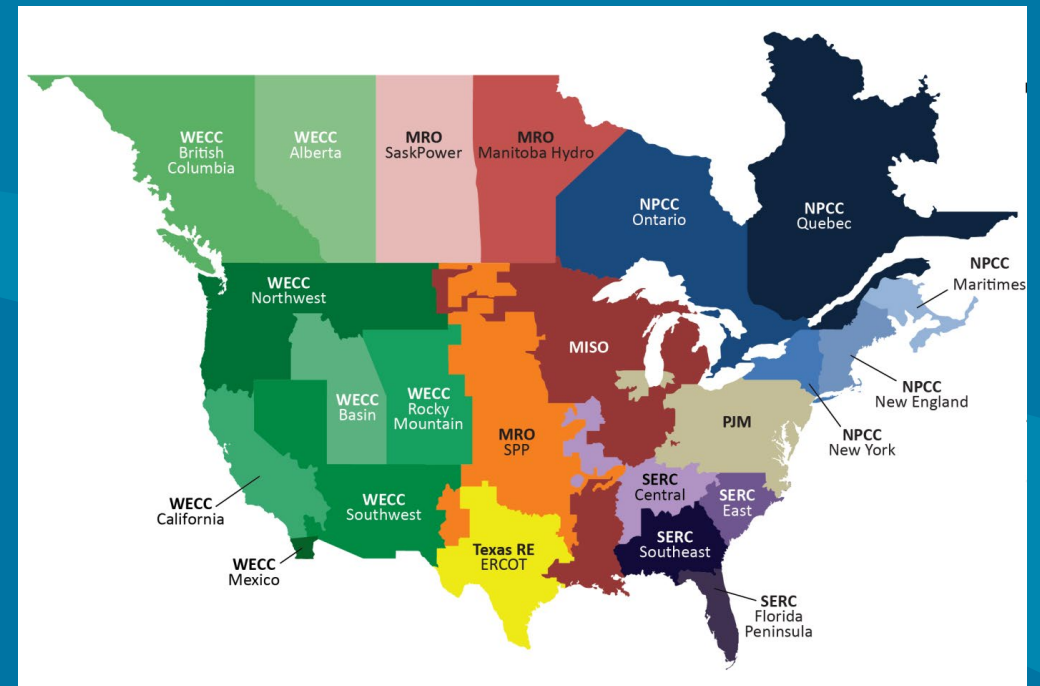 WECC
British
Columbia
WECC
Alberta
MRO
SaskPower
MRO
Manitoba Hydro
NPCC
Ontario
NPCC
Quebec
NPCC
Maritimes
WECC
Northwest
MISO
WECC
Basin
WECC
Rocky
Mountain
NPCC
New England
MRO
SPP
PJM
NPCC
New York
WECC
California
WECC
Southwest
SERC
Central
SERC
East
WECC
Mexico
Texas RE
ERCOT
SERC
Southeast
SERC
Florida
Peninsula